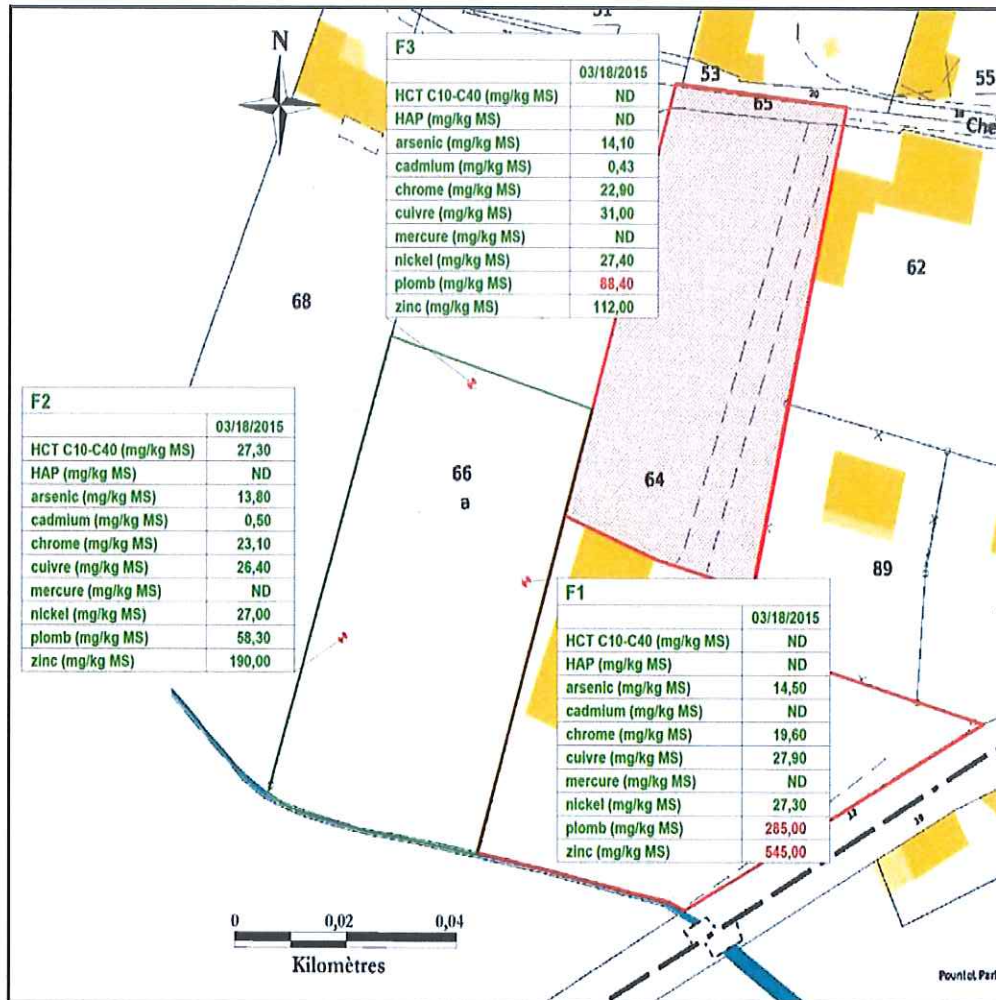 N
51
53
55
65
20
18
Che
F3
03/18/2015
HCT C10-C40 (mg/kg MS) ND
HAP (mg/kg MS) ND
arsenic (mg/kg MS) 14,10
cadmium (mg/kg MS) 0,43
chrome (mg/kg MS) 22,90
cuivre (mg/kg MS) 31,00
mercure (mg/kg MS) ND
nickel (mg/kg MS) 27,40
plomb (mg/kg MS) 88,40
zinc (mg/kg MS) 112,00
68
62
F2
03/18/2015
HCT C10-C40 (mg/kg MS) 27,30
HAP (mg/kg MS) ND
arsenic (mg/kg MS) 13,80
cadmium (mg/kg MS) 0,50
chrome (mg/kg MS) 23,10
cuivre (mg/kg MS) 26,40
mercure (mg/kg MS) ND
nickel (mg/kg MS) 27,00
plomb (mg/kg MS) 58,30
zinc (mg/kg MS) 190,00
66
a
64
89
F1
03/18/2015
HCT C10-C40 (mg/kg MS) ND
HAP (mg/kg MS) ND
arsenic (mg/kg MS) 14,50
cadmium (mg/kg MS) ND
chrome (mg/kg MS) 19,60
cuivre (mg/kg MS) 27,90
mercure (mg/kg MS) ND
nickel (mg/kg MS) 27,30
plomb (mg/kg MS) 285,00
zinc (mg/kg MS) 545,00
19
0 0,02 0,04
Kilomètres